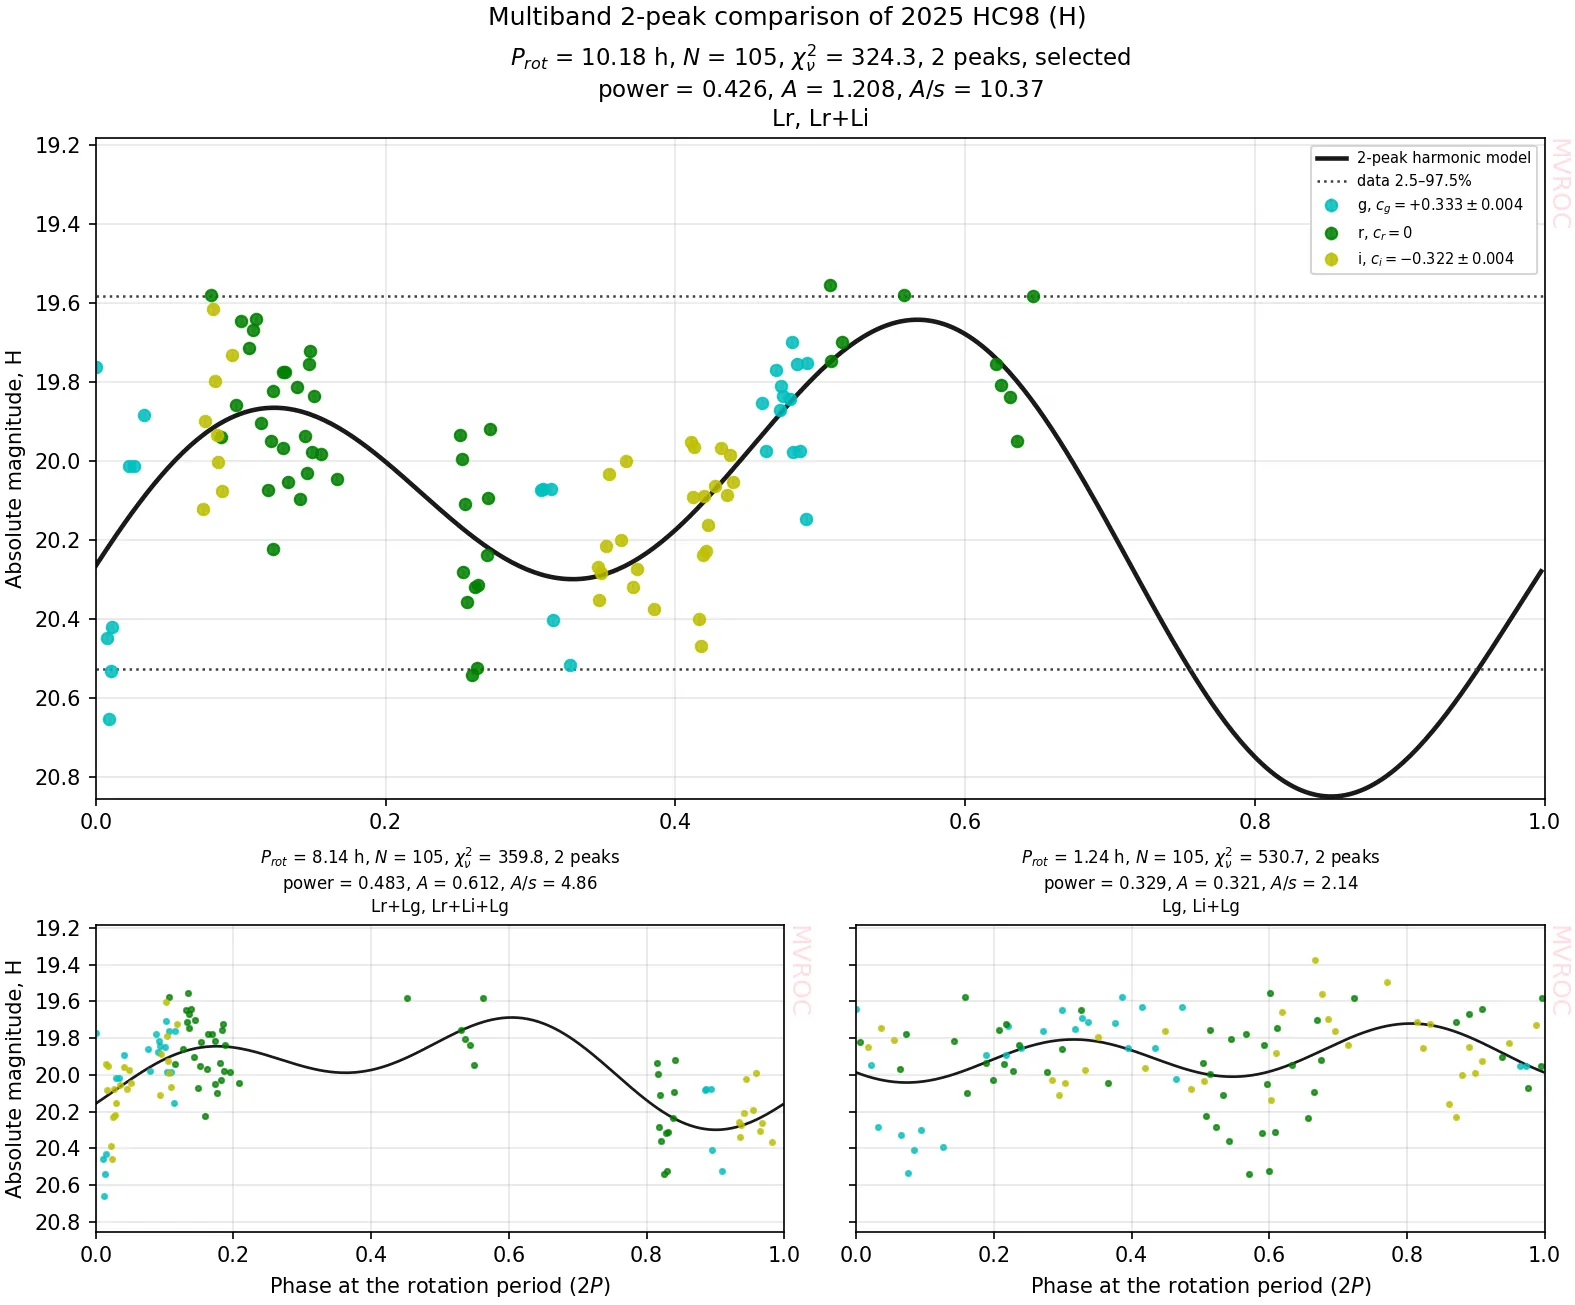 Multiband 2-peak comparison of 2025 HC98 (H)
P_rot = 10.18 h, N = 105, χ²_ν = 324.3, 2 peaks, selected
power = 0.426, A = 1.208, A/s = 10.37
Lr, Lr+Li
2-peak harmonic model
data 2.5–97.5%
g, c_g = +0.333 ± 0.004
r, c_r = 0
i, c_i = −0.322 ± 0.004
MVROC
Absolute magnitude, H
19.2
19.4
19.6
19.8
20.0
20.2
20.4
20.6
20.8
0.0 0.2 0.4 0.6 0.8 1.0
P_rot = 8.14 h, N = 105, χ²_ν = 359.8, 2 peaks
power = 0.483, A = 0.612, A/s = 4.86
Lr+Lg, Lr+Li+Lg
MVROC
Absolute magnitude, H
19.2
19.4
19.6
19.8
20.0
20.2
20.4
20.6
20.8
0.0 0.2 0.4 0.6 0.8 1.0
Phase at the rotation period (2P)
P_rot = 1.24 h, N = 105, χ²_ν = 530.7, 2 peaks
power = 0.329, A = 0.321, A/s = 2.14
Lg, Li+Lg
MVROC
0.0 0.2 0.4 0.6 0.8 1.0
Phase at the rotation period (2P)